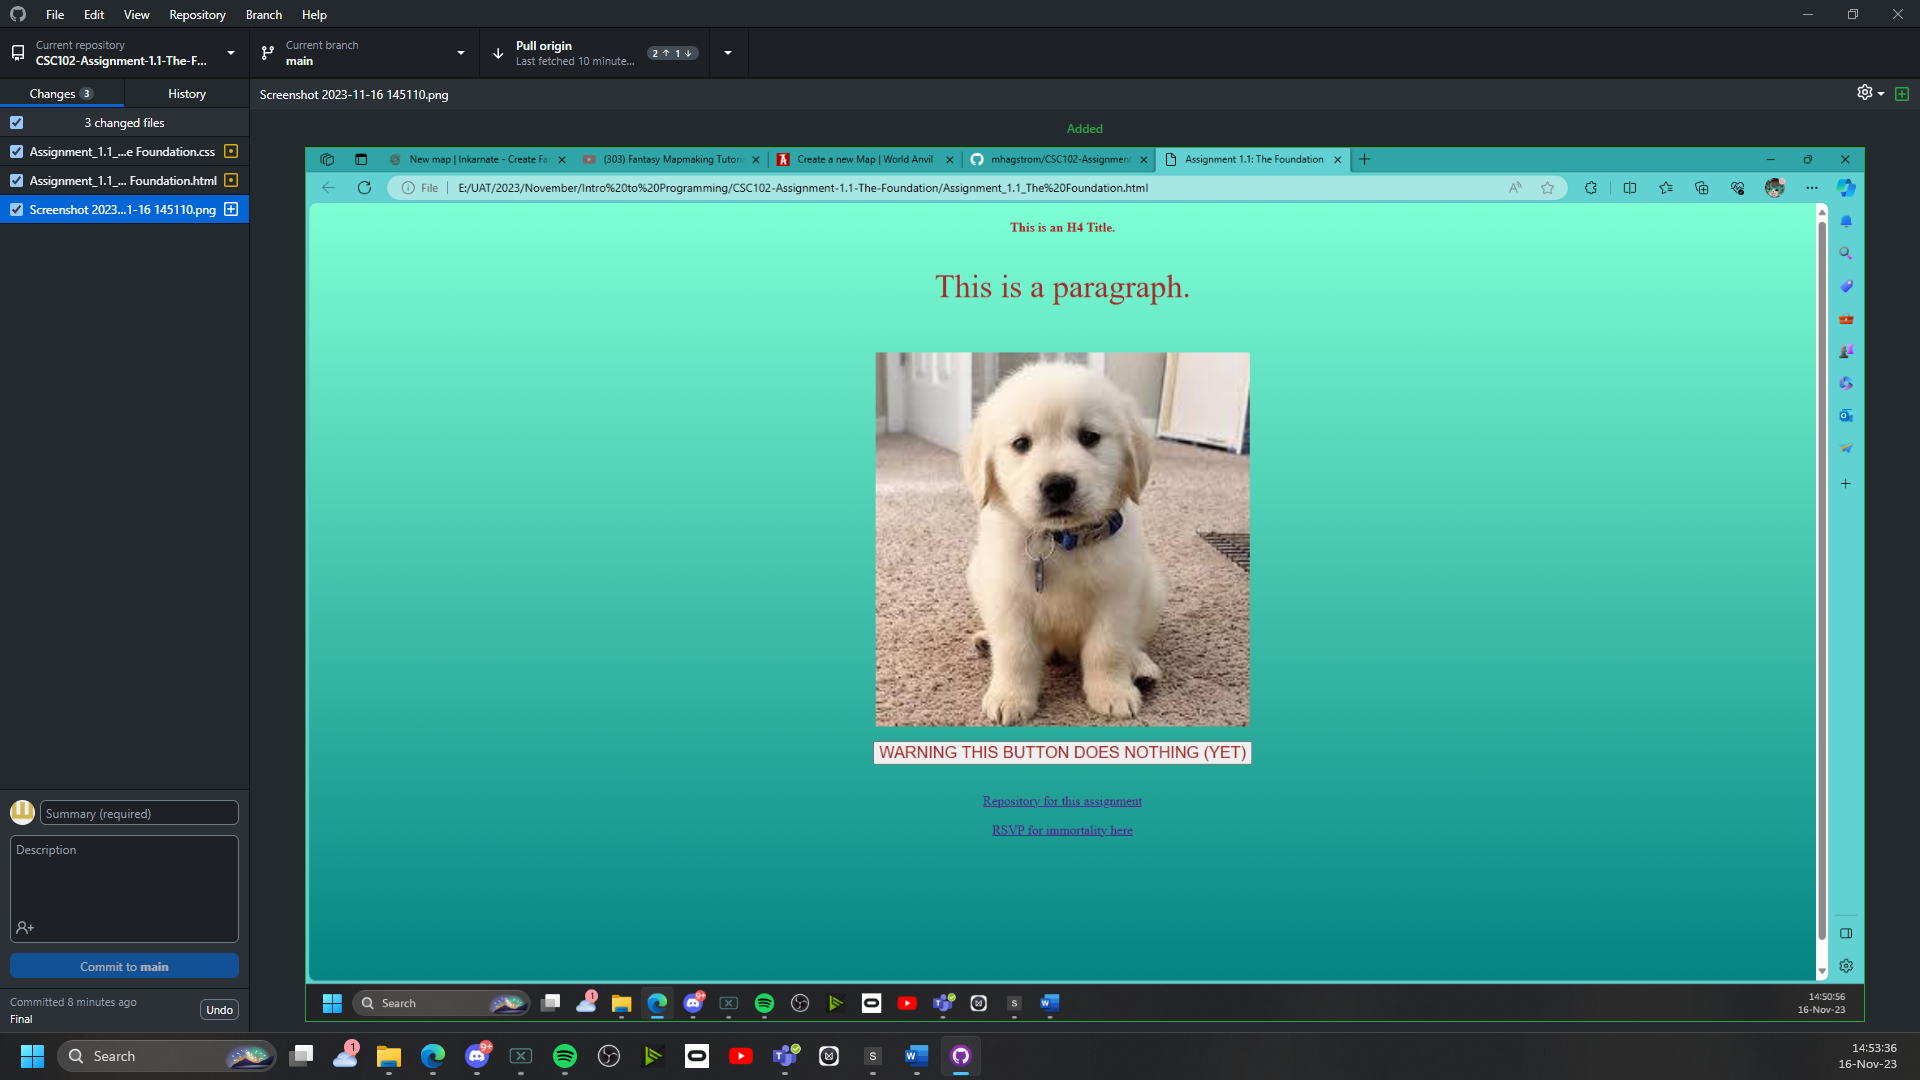 File Edit View Repository Branch Help
Current repository
CSC102-Assignment-1.1-The-F...
Current branch
main
Pull origin
Last fetched 10 minute...
2 1
Changes 3 History
Screenshot 2023-11-16 145110.png
3 changed files
Assignment_1.1_...e Foundation.css
Assignment_1.1_... Foundation.html
Screenshot 2023...1-16 145110.png
Added
New map | Inkarnate - Create Fa
(303) Fantasy Mapmaking Tutori
Create a new Map | World Anvil
mhagstrom/CSC102-Assignment
Assignment 1.1: The Foundation
File E:/UAT/2023/November/Intro%20to%20Programming/CSC102-Assignment-1.1-The-Foundation/Assignment_1.1_The%20Foundation.html
This is an H4 Title.
This is a paragraph.
WARNING THIS BUTTON DOES NOTHING (YET)
Repository for this assignment
RSVP for immortality here
Search
1
9+
14:50:56
16-Nov-23
Summary (required)
Description
Commit to main
Committed 8 minutes ago
Final
Undo
Search
1
9+
14:53:36
16-Nov-23